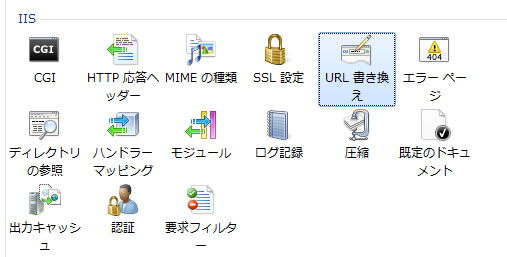 IIS
CGI
CGI
HTTP 応答ヘ
ッダー
MIME の種類
SSL 設定
URL 書き換
え
404
エラー ペー
ジ
ディレクトリ
の参照
ハンドラー
マッピング
モジュール
ログ記録
圧縮
既定のドキュ
メント
出力キャッシ
ュ
認証
要求フィルタ
ー